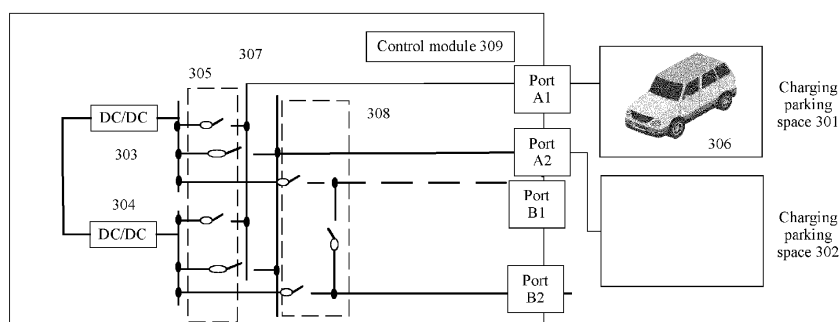 Control module 309
307
305
Port
A1
Charging
parking
space 301
DC/DC
308
306
303
Port
A2
304
Port
B1
DC/DC
Charging
parking
space 302
Port
B2